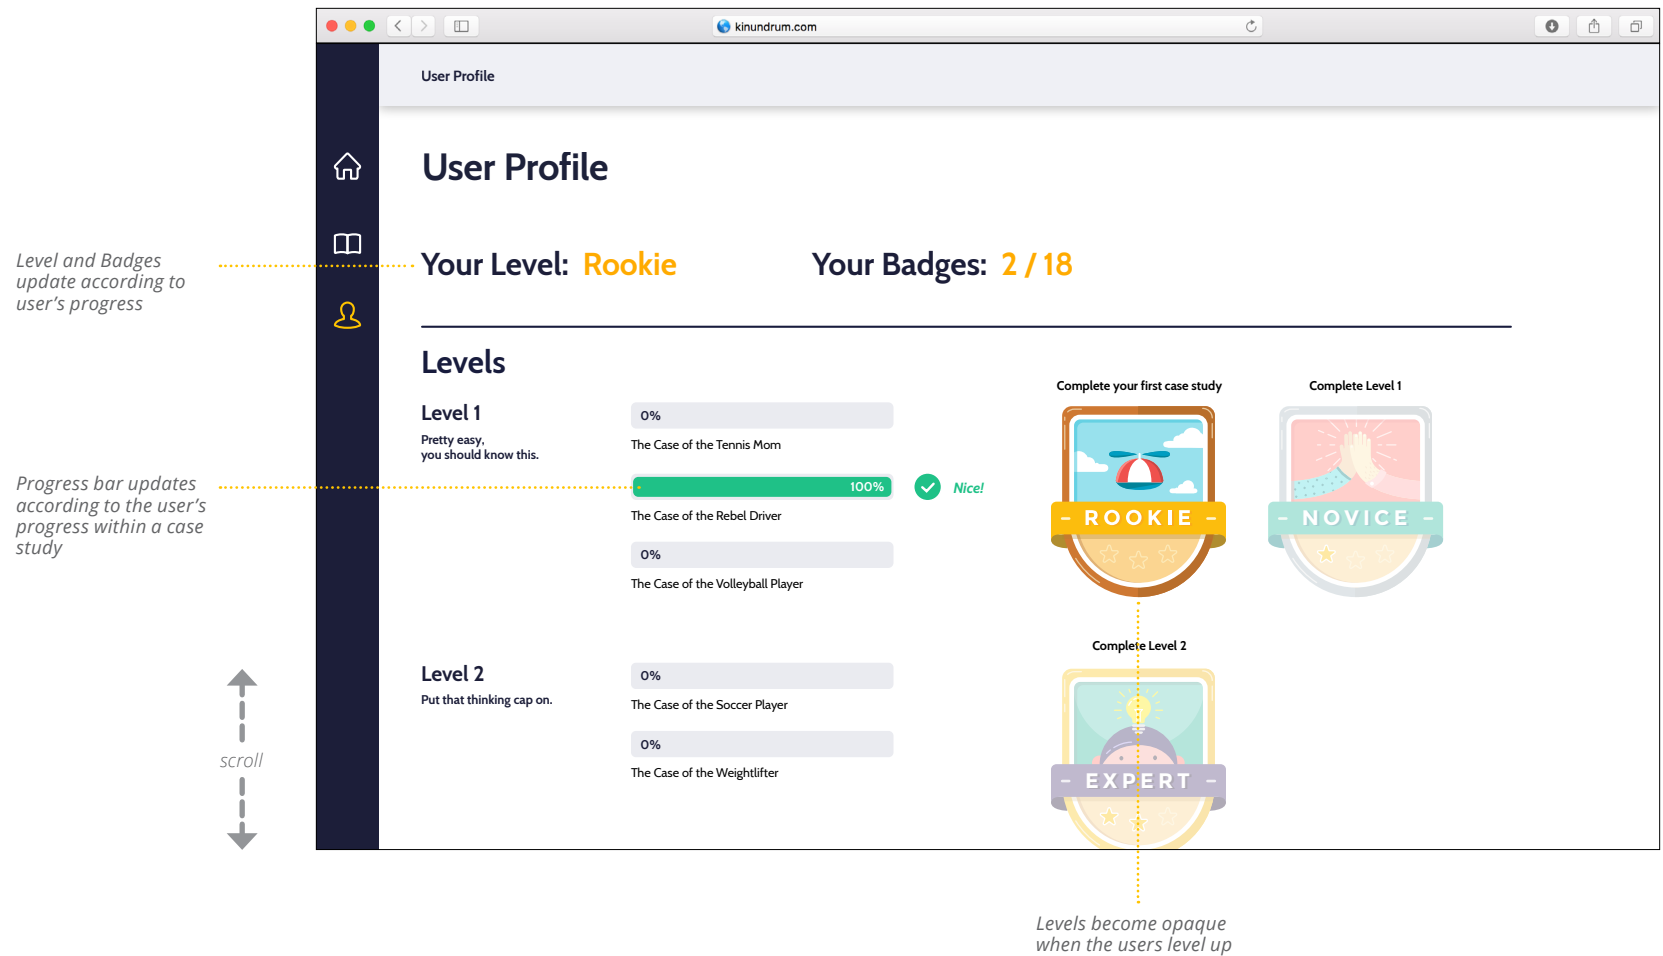 kinundrum.com
User Profile
User Profile
Level and Badges
update according to
user's progress
Your Level: Rookie
Your Badges: 2 / 18
Levels
Level 1
Pretty easy,
you should know this.
0%
The Case of the Tennis Mom
Progress bar updates
according to the user's
progress within a case
study
100%
Nice!
The Case of the Rebel Driver
0%
The Case of the Volleyball Player
Complete your first case study
- ROOKIE -
Complete Level 1
- NOVICE -
Level 2
Put that thinking cap on.
0%
The Case of the Soccer Player
0%
The Case of the Weightlifter
Complete Level 2
- EXPERT -
scroll
Levels become opaque
when the users level up